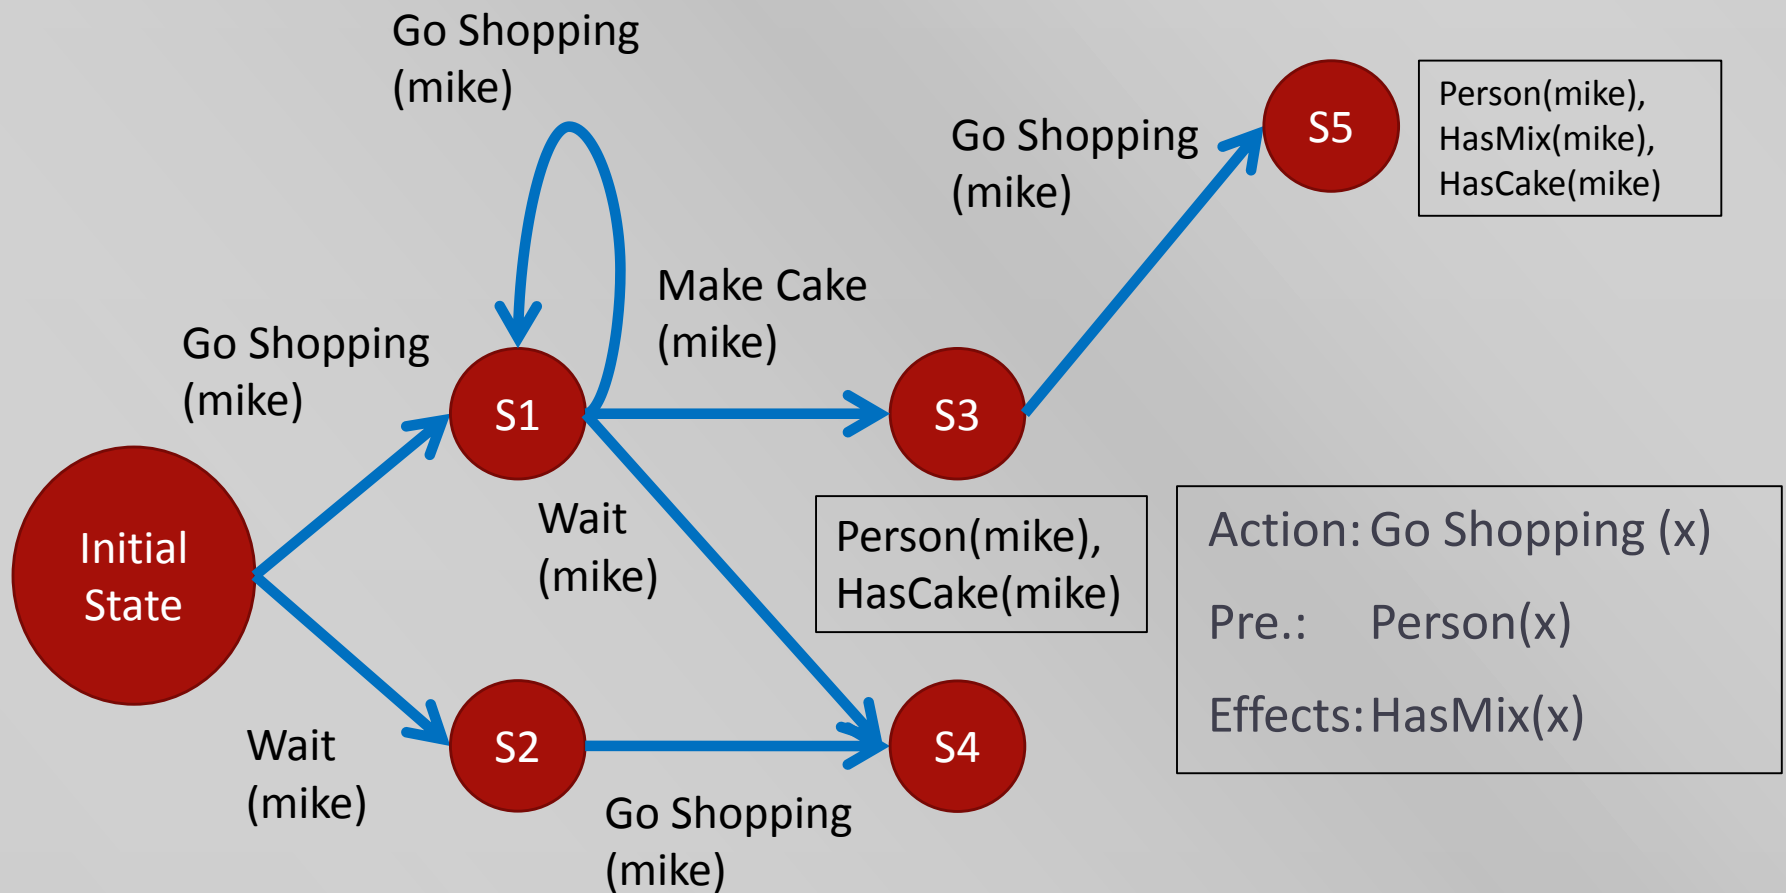 Go Shopping
(mike)
S5
Person(mike),
HasMix(mike),
HasCake(mike)
Go Shopping
(mike)
Make Cake
(mike)
Go Shopping
(mike)
S1
S3
Initial
State
Wait
(mike)
Person(mike),
HasCake(mike)
Action: Go Shopping (x)
Pre.: Person(x)
Effects: HasMix(x)
Wait
(mike)
S2
S4
Go Shopping
(mike)